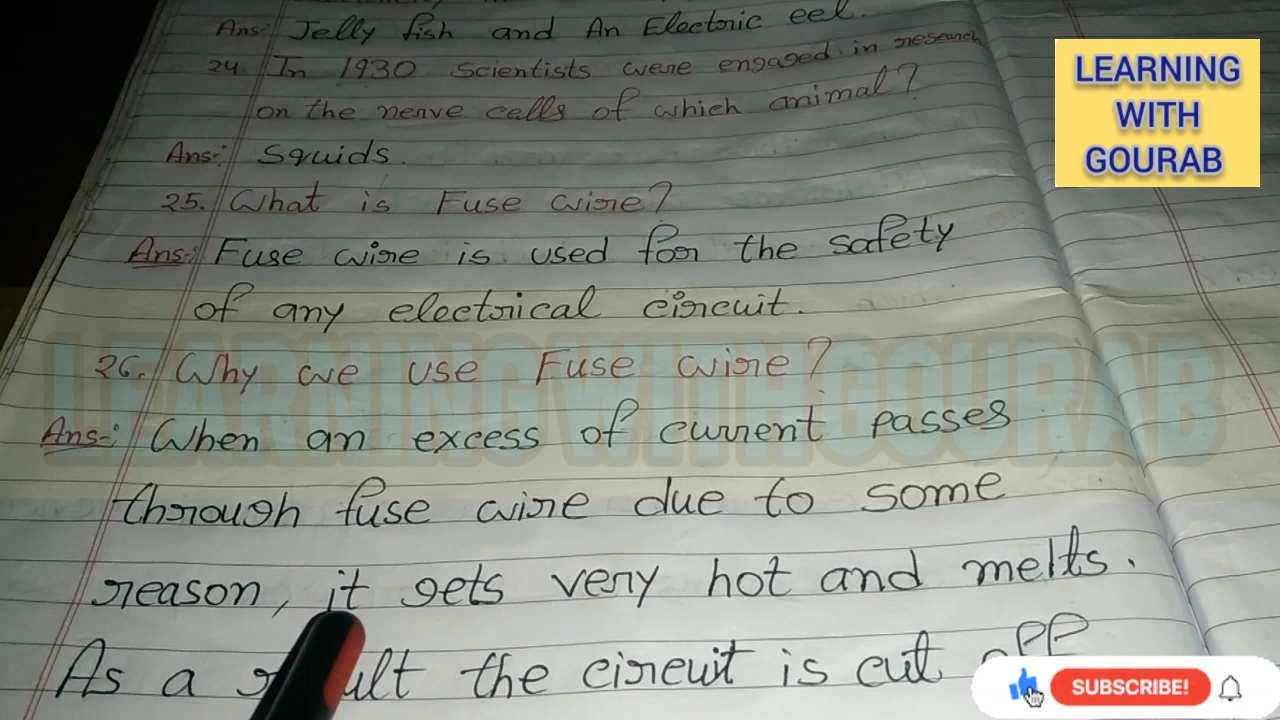 Ans:- Jelly fish and An Electric eel.
24. In 1930 scientists were engaged in research
on the nerve cells of which animal?
Ans:- Squids.
25. What is Fuse wire?
Ans:- Fuse wire is used for the safety
of any electrical circuit.
26. Why we use Fuse wire?
Ans:- When an excess of current passes
through fuse wire due to some
reason, it gets very hot and melts.
As a ult the circuit is cut off
LEARNING
WITH
GOURAB
LEARNING WITH GOURAB
SUBSCRIBE!